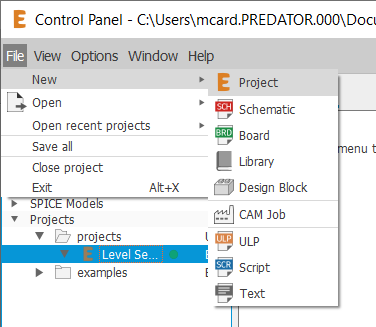 E Control Panel - C:\Users\mcard.PREDATOR.000\Docu
File View Options Window Help
New
Open
Open recent projects
Save all
Close project
Exit Alt+X
E Project
SCH Schematic
BRD Board
Library
Design Block
CAM Job
ULP ULP
SCR Script
Text
menu t
SPICE Models
Projects
projects
E Level Se...
examples